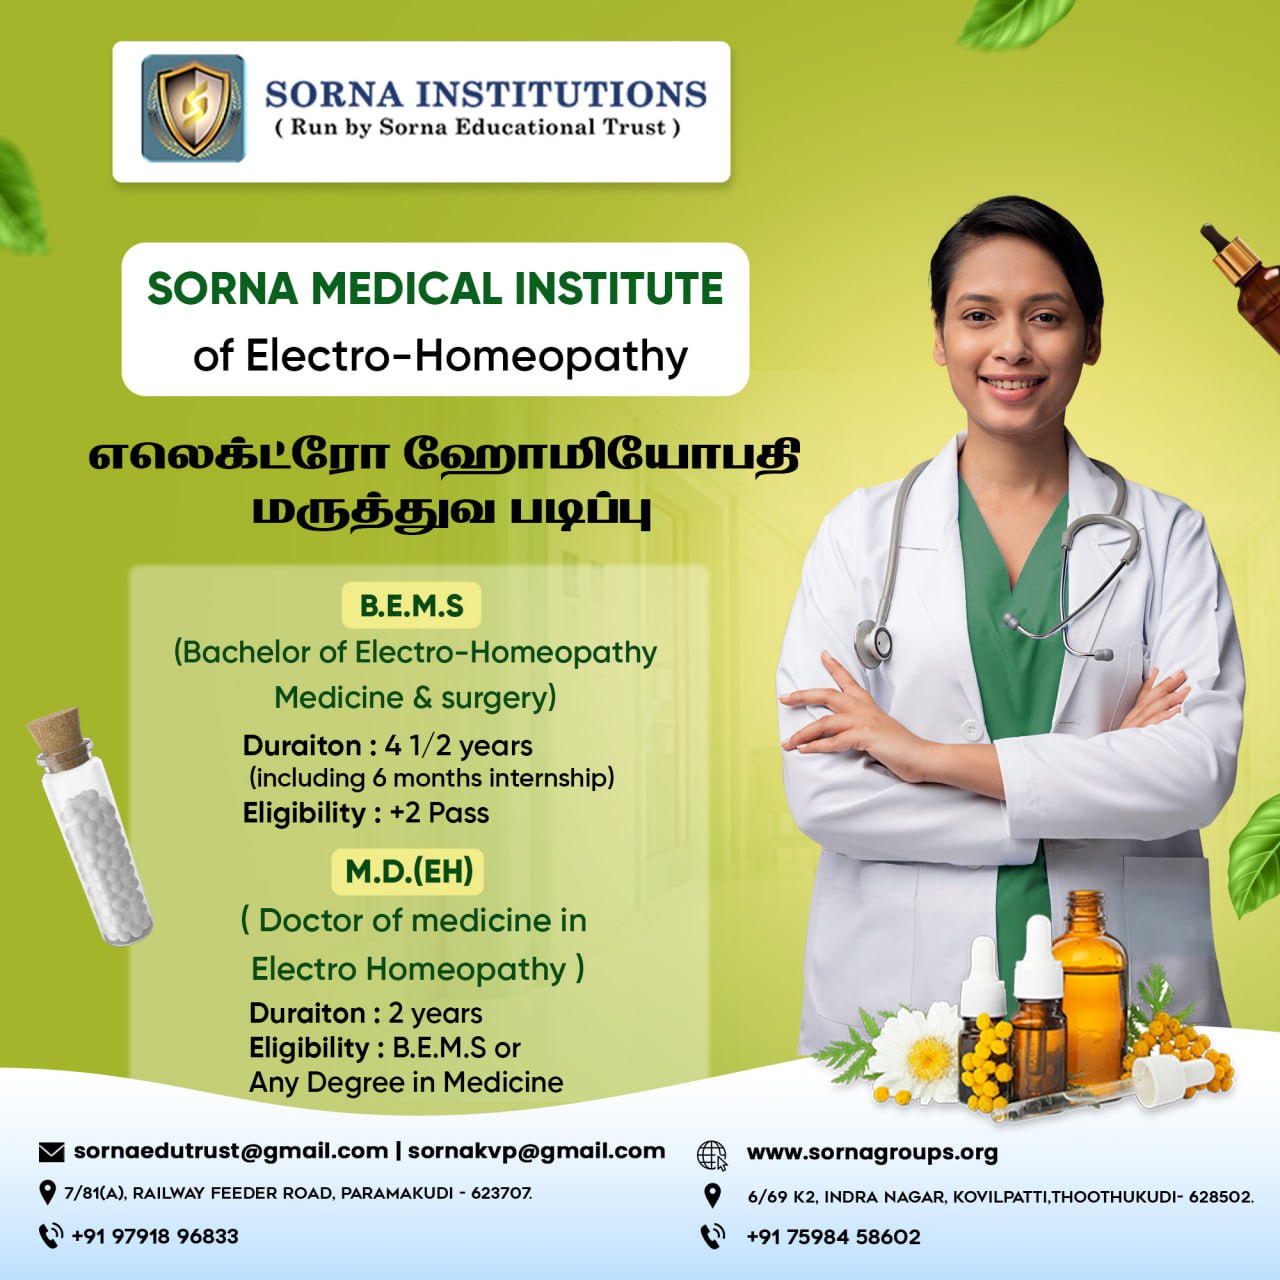 SORNA INSTITUTIONS
( Run by Sorna Educational Trust )
SORNA MEDICAL INSTITUTE
of Electro-Homeopathy
எலெக்ட்ரோ ஹோமியோபதி
மருத்துவ படிப்பு
B.E.M.S
(Bachelor of Electro-Homeopathy
Medicine & surgery)
Duraiton : 4 1/2 years
(including 6 months internship)
Eligibility : +2 Pass
M.D.(EH)
( Doctor of medicine in
Electro Homeopathy )
Duraiton : 2 years
Eligibility : B.E.M.S or
Any Degree in Medicine
sornaedutrust@gmail.com | sornakvp@gmail.com
7/81(A), RAILWAY FEEDER ROAD, PARAMAKUDI - 623707.
+91 97918 96833
www.sornagroups.org
6/69 K2, INDRA NAGAR, KOVILPATTI,THOOTHUKUDI- 628502.
+91 75984 58602